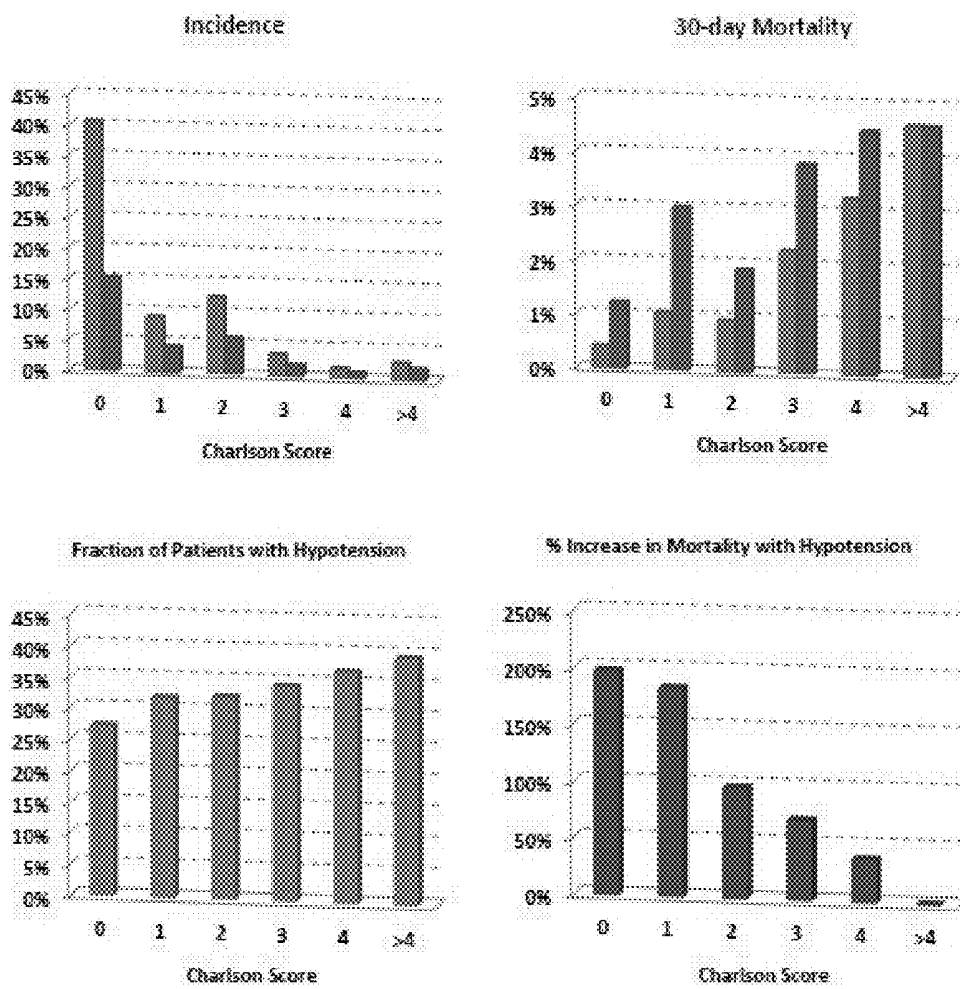 Incidence
45%
40%
35%
30%
25%
20%
15%
10%
5%
0%
0 1 2 3 4 >4
Charlson Score
30-day Mortality
5%
4%
3%
2%
1%
0%
0 1 2 3 4 >4
Charlson Score
Fraction of Patients with Hypotension
45%
40%
35%
30%
25%
20%
15%
10%
5%
0%
0 1 2 3 4 >4
Charlson Score
% Increase in Mortality with Hypotension
250%
200%
150%
100%
50%
0%
0 1 2 3 4 >4
Charlson Score